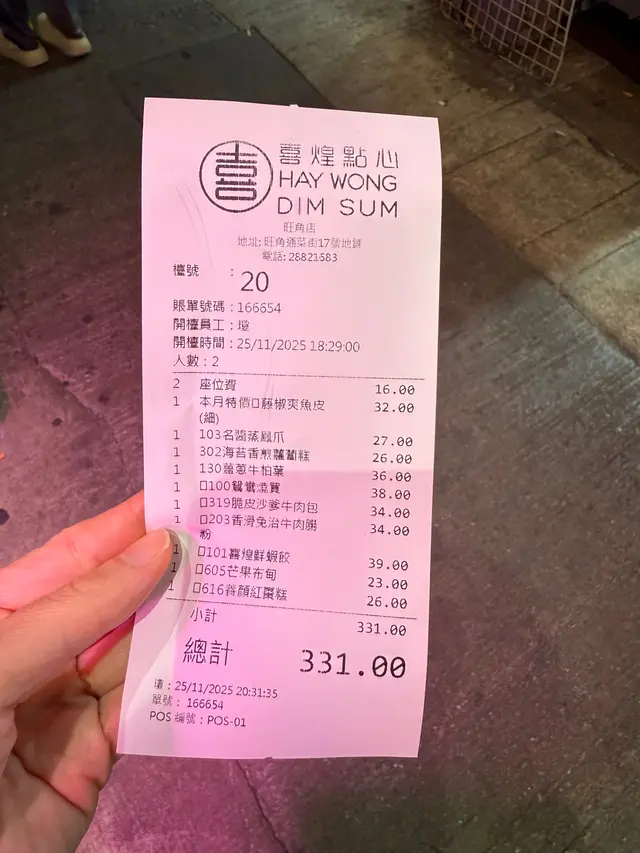 囍
喜煌點心
HAY WONG
DIM SUM
旺角店
地址: 旺角通菜街17號地鋪
電話: 28821683
檯號 : 20
賬單號碼 : 166654
開檯員工 : 瓊
開檯時間 : 25/11/2025 18:29:00
人數 : 2
2 座位費 16.00
1 本月特價□藤椒爽魚皮 32.00
(細)
1 103名醬蒸鳳爪 27.00
1 302海苔香煎蘿蔔糕 26.00
1 130薑蔥牛柏葉 36.00
1 □100鴛鴦燒賣 38.00
1 □319脆皮沙爹牛肉包 34.00
1 □203香滑免治牛肉腸 34.00
粉
1 □101喜煌鮮蝦餃 39.00
1 □605芒果布甸 23.00
1 □616養顏紅棗糕 26.00
小計 331.00
總計 331.00
: 25/11/2025 20:31:35
單號 : 166654
POS 編號 : POS-01